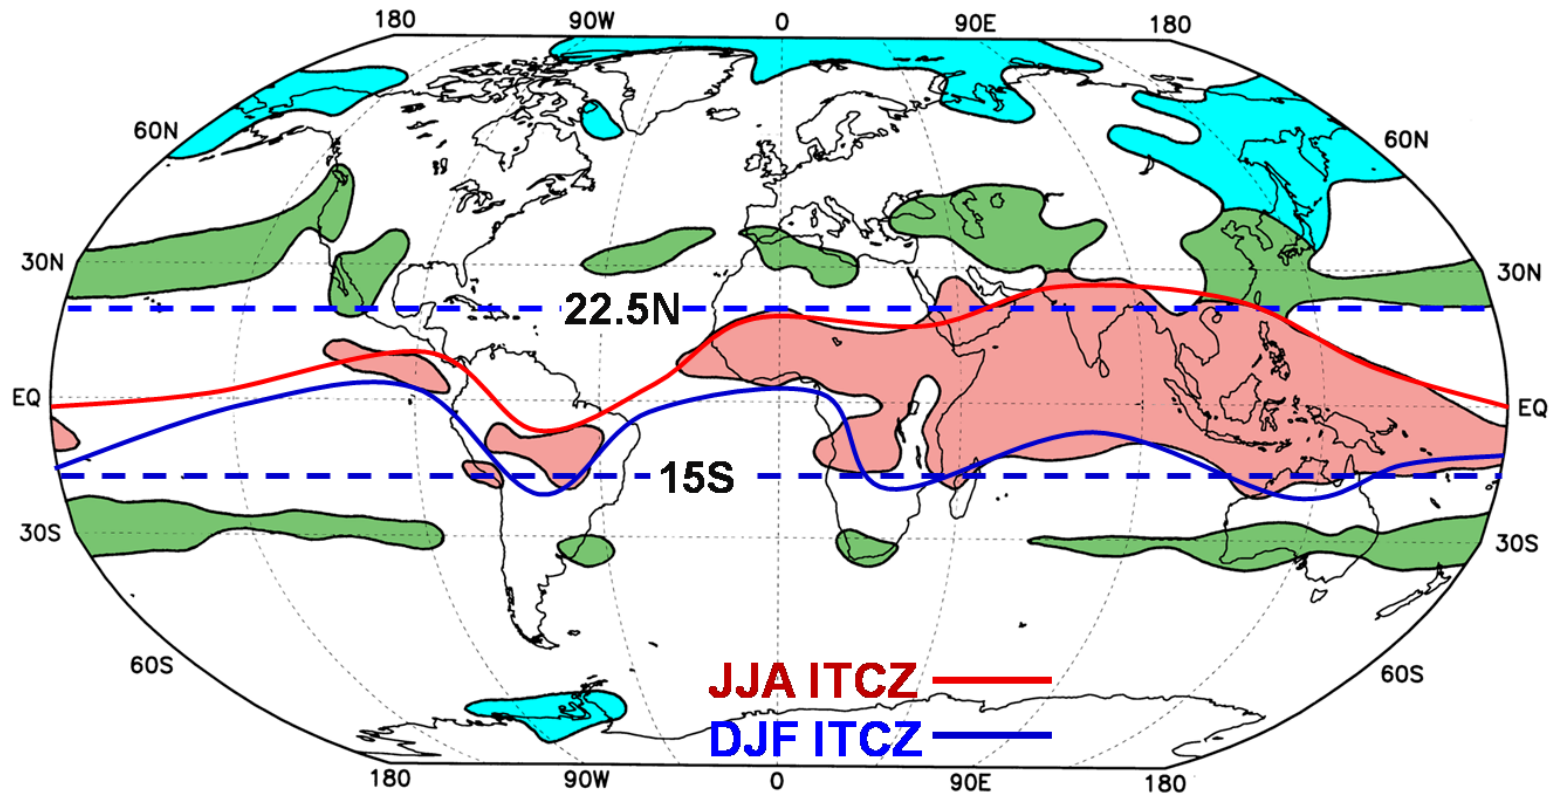 180 90W 0 90E 180
60N 60N
30N 30N
22.5N
EQ EQ
15S
30S 30S
60S 60S
JJA ITCZ
DJF ITCZ
180 90W 0 90E 180